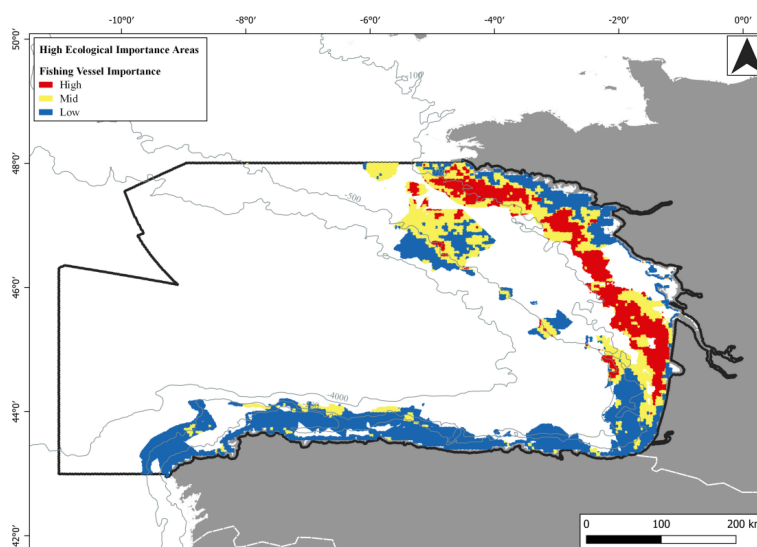 -10°0' -8°0' -6°0' -4°0' -2°0' 0°0'
50°0'
High Ecological Importance Areas
Fishing Vessel Importance
High
Mid
Low
-100
48°0'
-500
46°0'
-4000
44°0'
42°0'
0 100 200 km